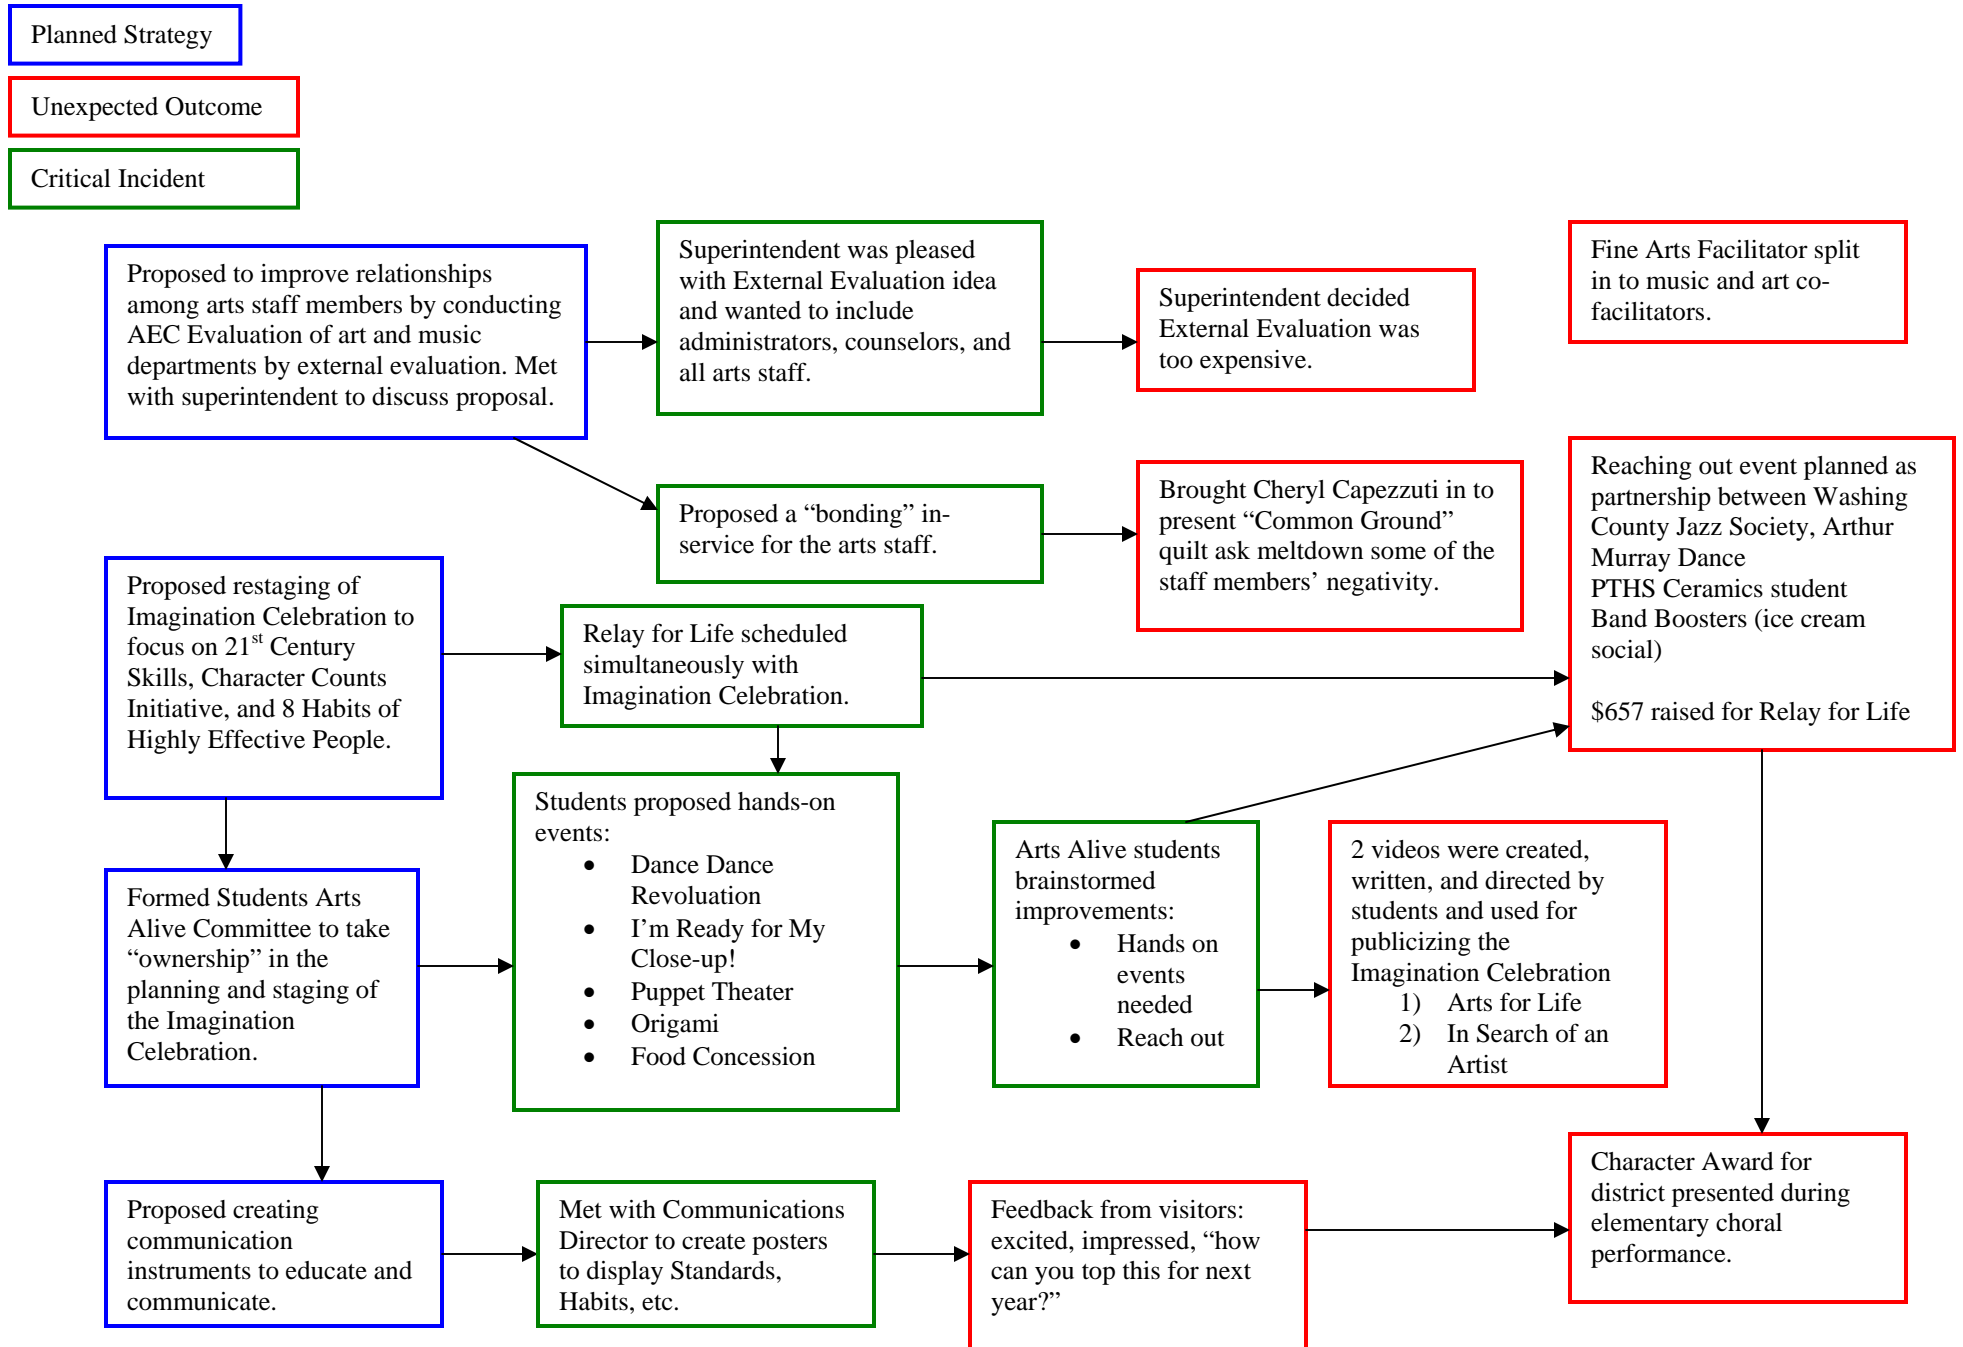 Planned Strategy
Unexpected Outcome
Critical Incident
Proposed to improve relationships
among arts staff members by conducting
AEC Evaluation of art and music
departments by external evaluation. Met
with superintendent to discuss proposal.
Superintendent was pleased
with External Evaluation idea
and wanted to include
administrators, counselors, and
all arts staff.
Superintendent decided
External Evaluation was
too expensive.
Fine Arts Facilitator split
in to music and art co-
facilitators.
Proposed a “bonding” in-
service for the arts staff.
Brought Cheryl Capezzuti in to
present “Common Ground”
quilt ask meltdown some of the
staff members’ negativity.
Reaching out event planned as
partnership between Washing
County Jazz Society, Arthur
Murray Dance
PTHS Ceramics student
Band Boosters (ice cream
social)
$657 raised for Relay for Life
Proposed restaging of
Imagination Celebration to
focus on 21st Century
Skills, Character Counts
Initiative, and 8 Habits of
Highly Effective People.
Relay for Life scheduled
simultaneously with
Imagination Celebration.
Formed Students Arts
Alive Committee to take
“ownership” in the
planning and staging of
the Imagination
Celebration.
Students proposed hands-on
events:
• Dance Dance
Revoluation
• I’m Ready for My
Close-up!
• Puppet Theater
• Origami
• Food Concession
Arts Alive students
brainstormed
improvements:
• Hands on
events
needed
• Reach out
2 videos were created,
written, and directed by
students and used for
publicizing the
Imagination Celebration
1) Arts for Life
2) In Search of an
Artist
Proposed creating
communication
instruments to educate and
communicate.
Met with Communications
Director to create posters
to display Standards,
Habits, etc.
Feedback from visitors:
excited, impressed, “how
can you top this for next
year?”
Character Award for
district presented during
elementary choral
performance.